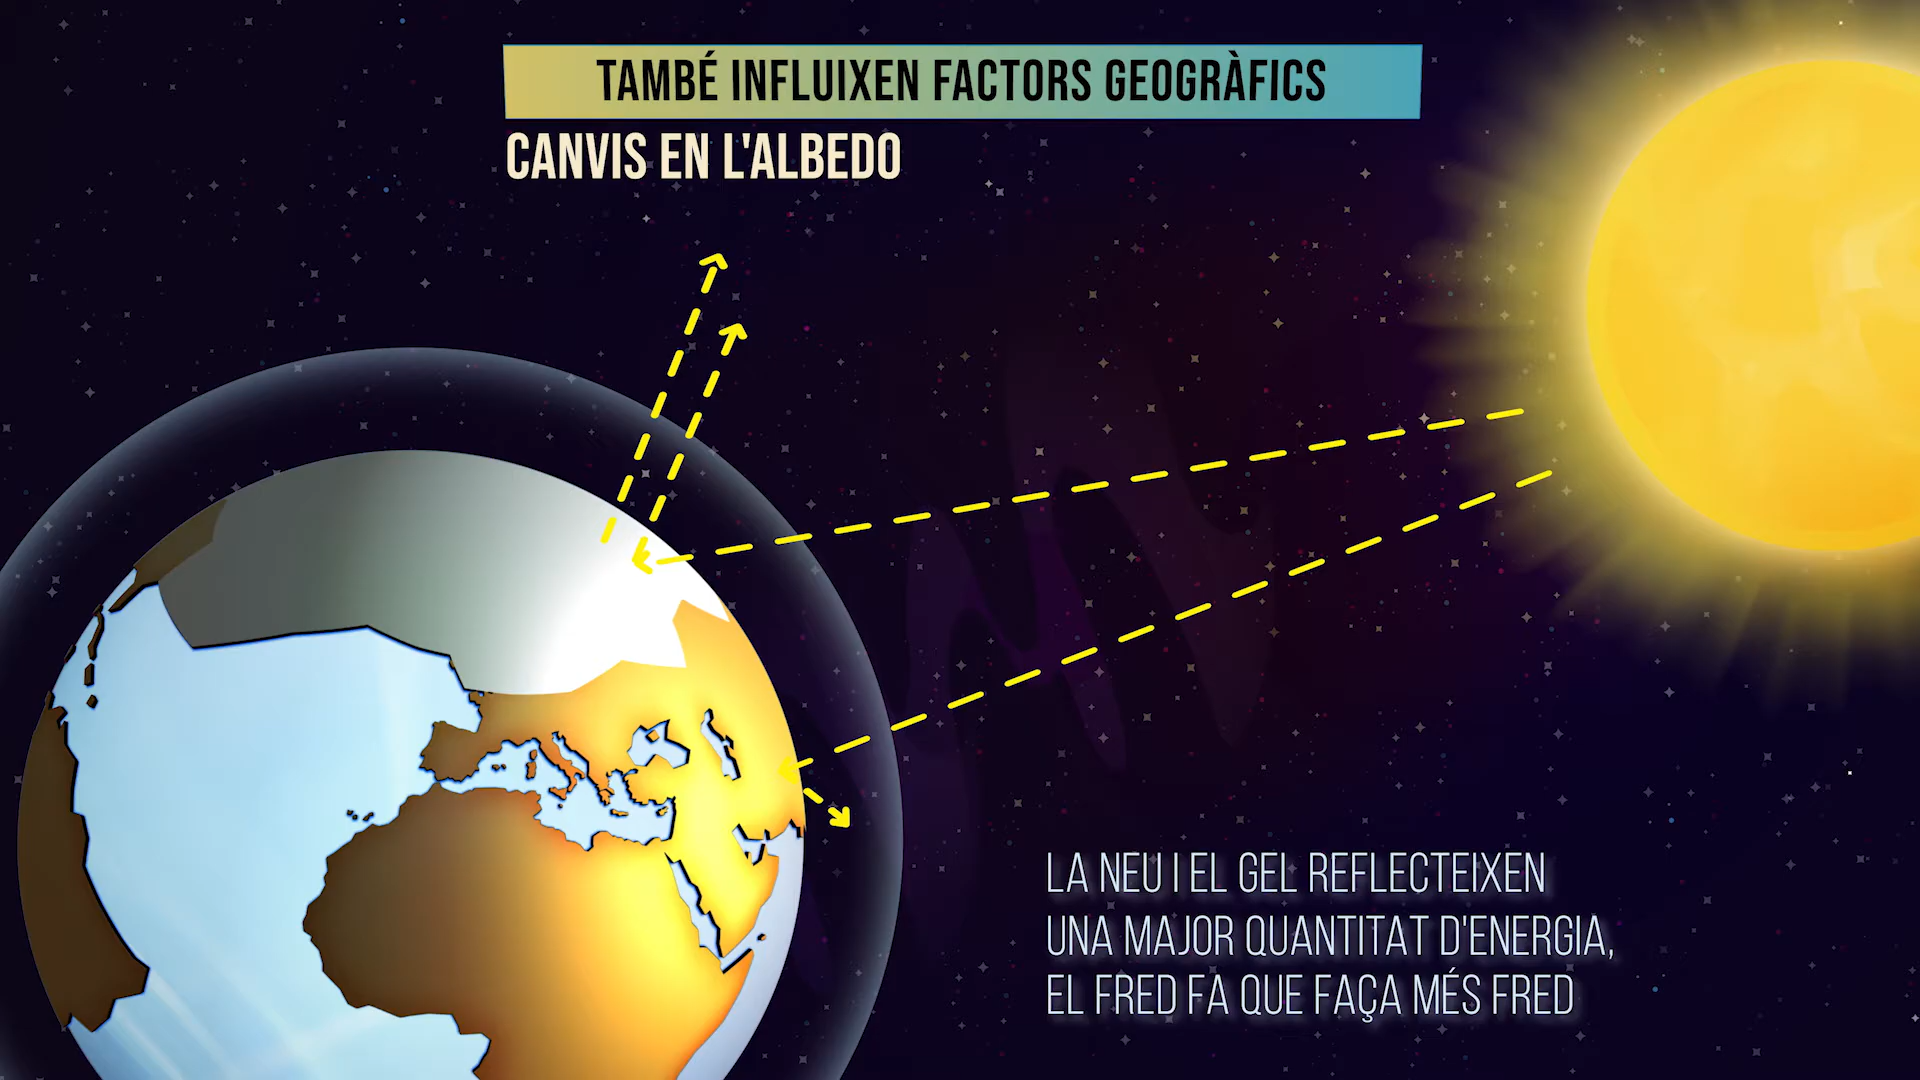 TAMBÉ INFLUIXEN FACTORS GEOGRÀFICS
CANVIS EN L'ALBEDO
LA NEU I EL GEL REFLECTEIXEN
UNA MAJOR QUANTITAT D'ENERGIA,
EL FRED FA QUE FAÇA MÉS FRED